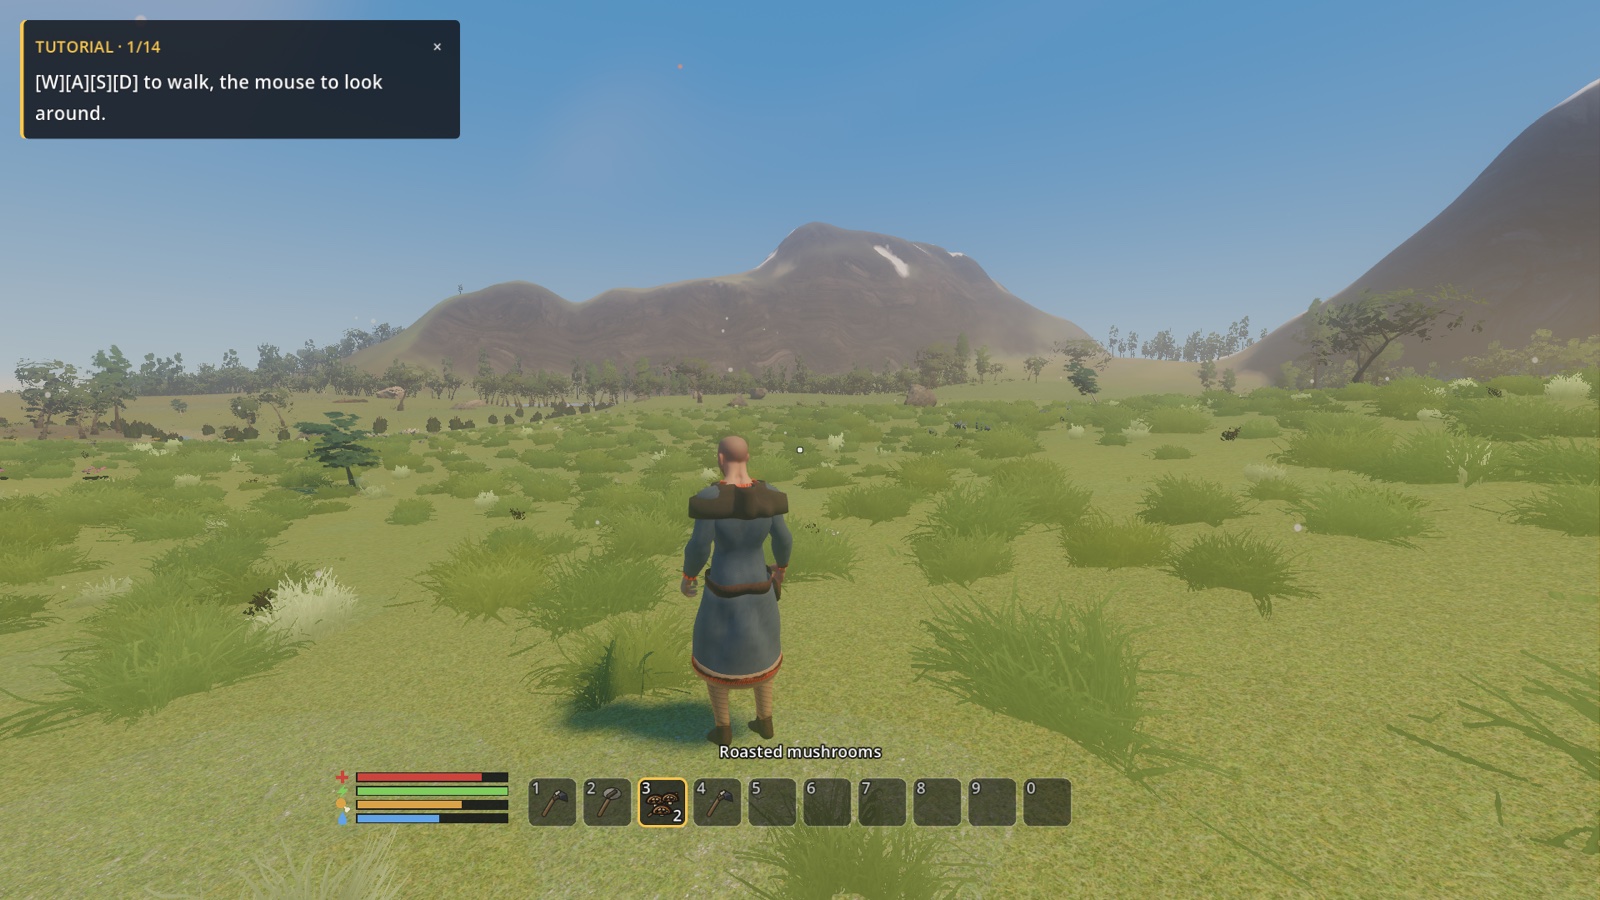 TUTORIAL · 1/14
×
[W][A][S][D] to walk, the mouse to look
around.
Roasted mushrooms
1 2 3 4 5 6 7 8 9 0
2